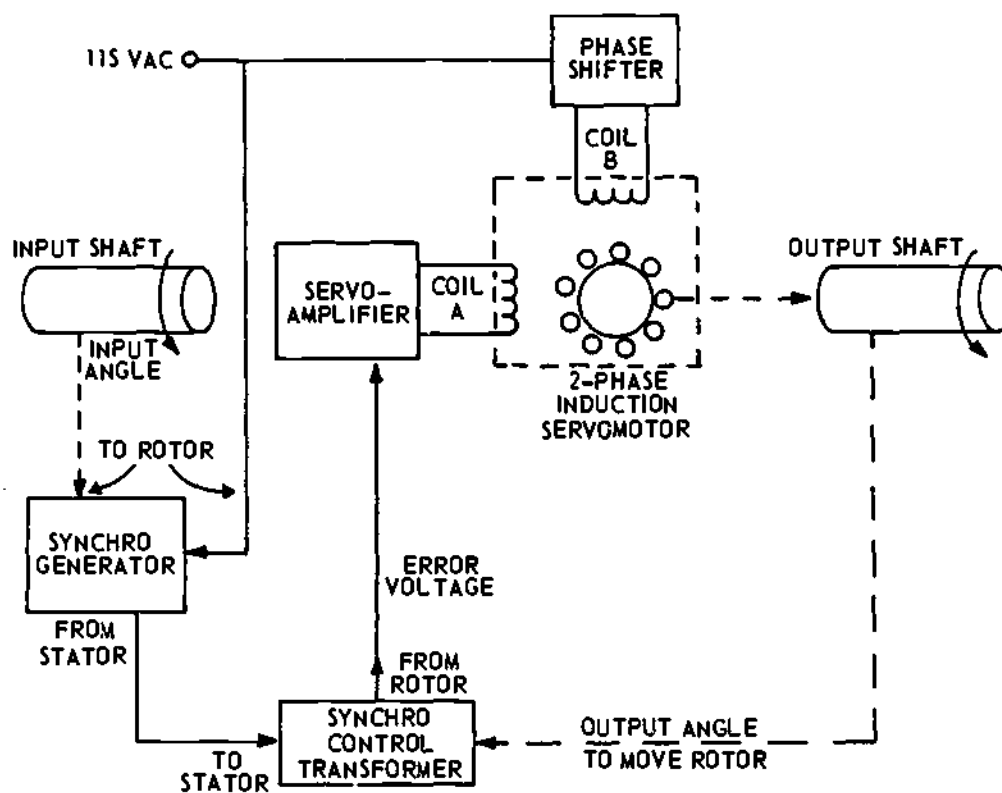 115 VAC
PHASE
SHIFTER
COIL
B
INPUT SHAFT
SERVO-
AMPLIFIER
COIL
A
OUTPUT SHAFT
INPUT
ANGLE
2-PHASE
INDUCTION
SERVOMOTOR
TO ROTOR
SYNCHRO
GENERATOR
ERROR
VOLTAGE
FROM
STATOR
FROM
ROTOR
SYNCHRO
CONTROL
TRANSFORMER
OUTPUT ANGLE
TO MOVE ROTOR
TO
STATOR